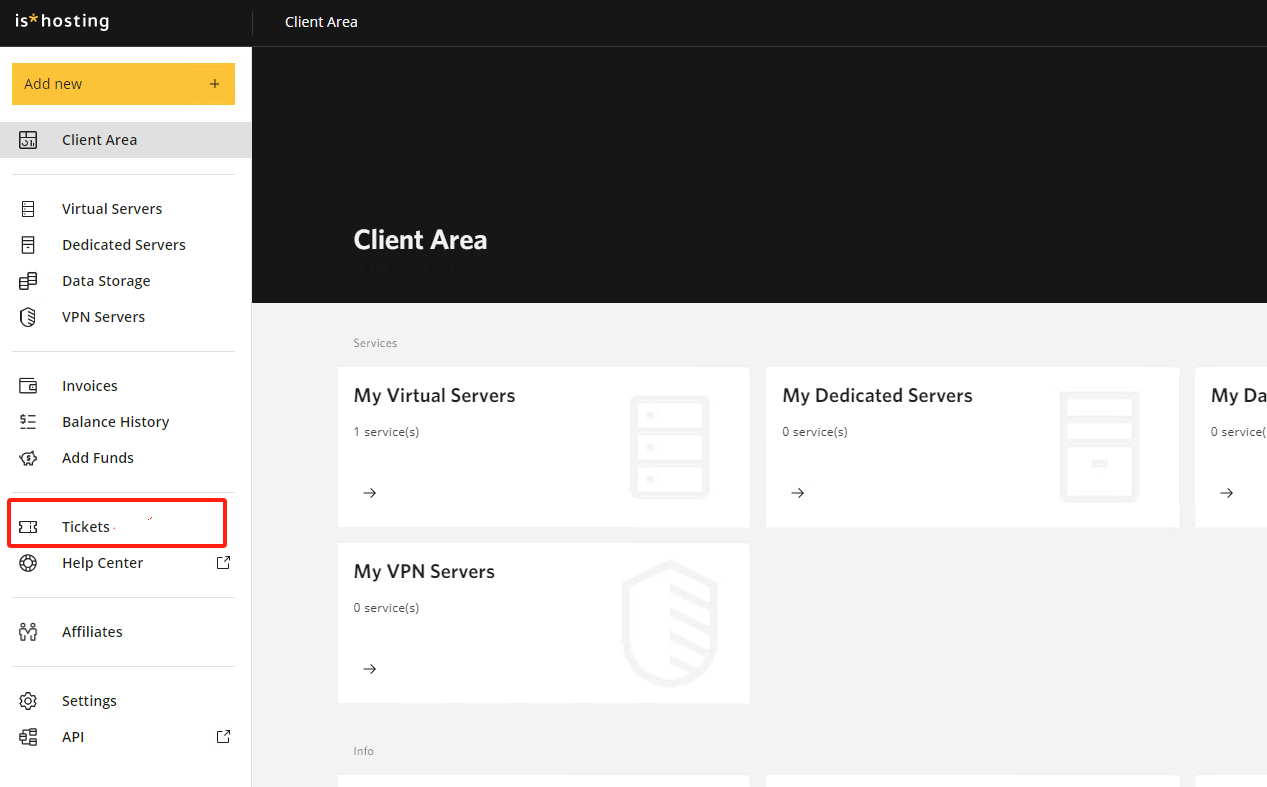 is*hosting
Client Area
Add new +
Client Area
Virtual Servers
Dedicated Servers
Data Storage
VPN Servers
Invoices
Balance History
Add Funds
Tickets
Help Center
Affiliates
Settings
API
Client Area
Services
My Virtual Servers
1 service(s)
My Dedicated Servers
0 service(s)
My Da
0 service(
My VPN Servers
0 service(s)
Info